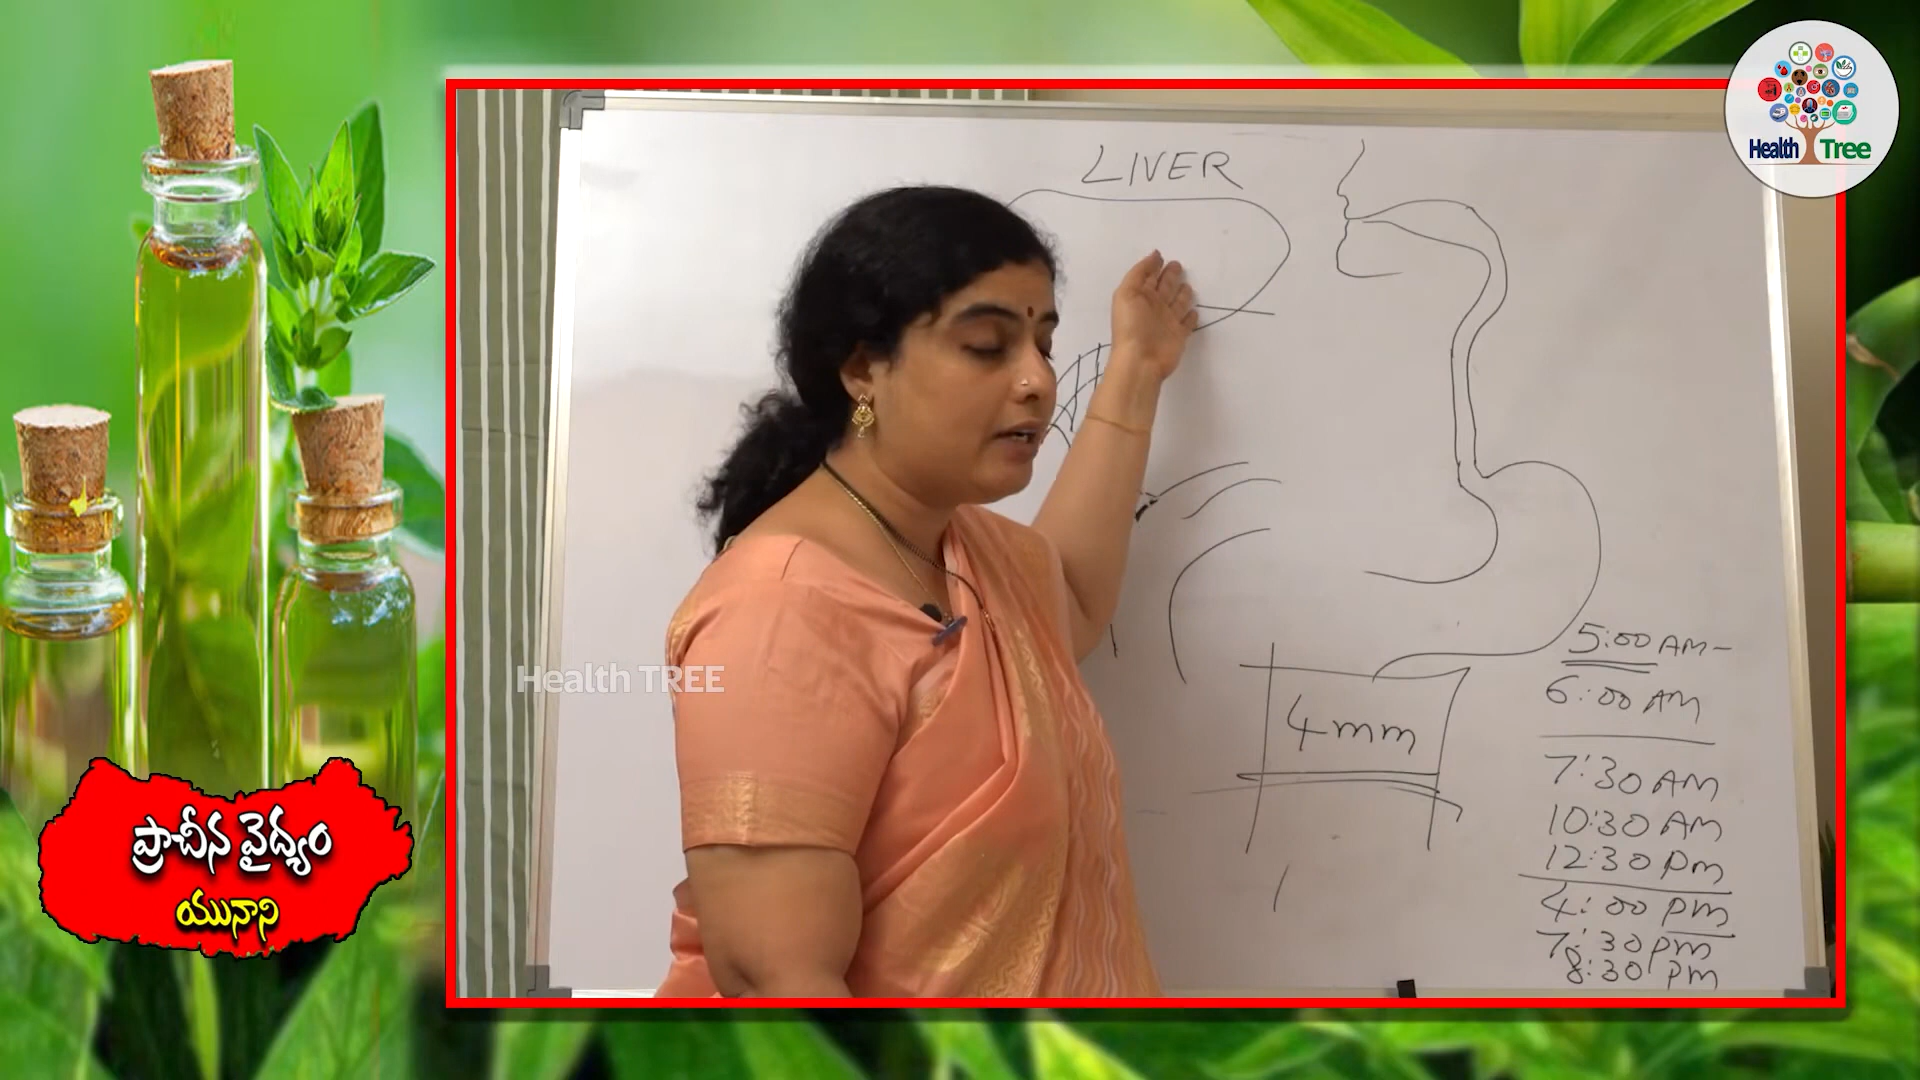 Health Tree
LIVER
Health TREE
5:00 AM-
6:00 AM
4mm
7:30 AM
10:30 AM
12:30 pm
4:00 pm
7:30 pm
8:30 pm
ప్రాచీన వైద్యం
యునాని